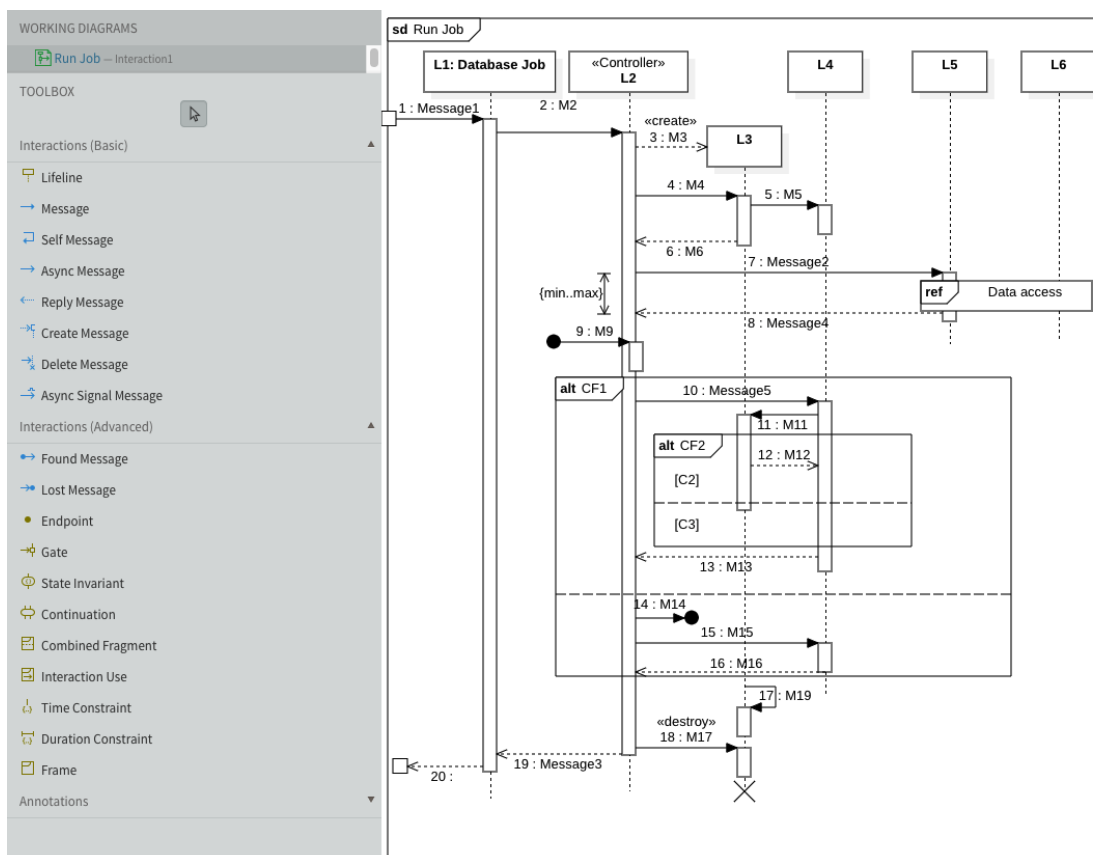 WORKING DIAGRAMS
Run Job — Interaction1
TOOLBOX
Interactions (Basic)
Lifeline
Message
Self Message
Async Message
Reply Message
Create Message
Delete Message
Async Signal Message
Interactions (Advanced)
Found Message
Lost Message
Endpoint
Gate
State Invariant
Continuation
Combined Fragment
Interaction Use
Time Constraint
Duration Constraint
Frame
Annotations
sd Run Job
L1: Database Job
«Controller»
L2
L4
L5
L6
1 : Message1
2 : M2
«create»
3 : M3
L3
4 : M4
5 : M5
6 : M6
7 : Message2
{min..max}
ref Data access
8 : Message4
9 : M9
alt CF1
10 : Message5
11 : M11
alt CF2
12 : M12
[C2]
[C3]
13 : M13
14 : M14
15 : M15
16 : M16
17 : M19
«destroy»
18 : M17
19 : Message3
20 :